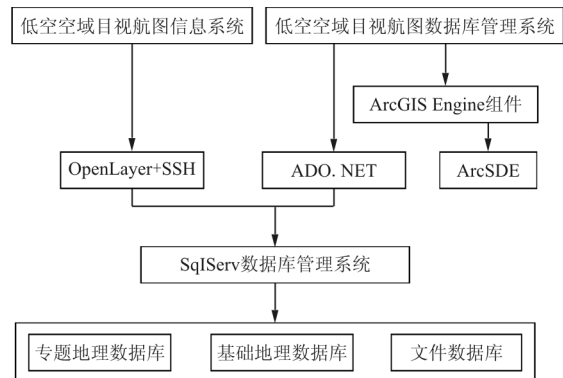 低空空域目视航图信息系统
低空空域目视航图数据库管理系统
ArcGIS Engine组件
OpenLayer+SSH
ADO. NET
ArcSDE
SqIServ数据库管理系统
专题地理数据库
基础地理数据库
文件数据库